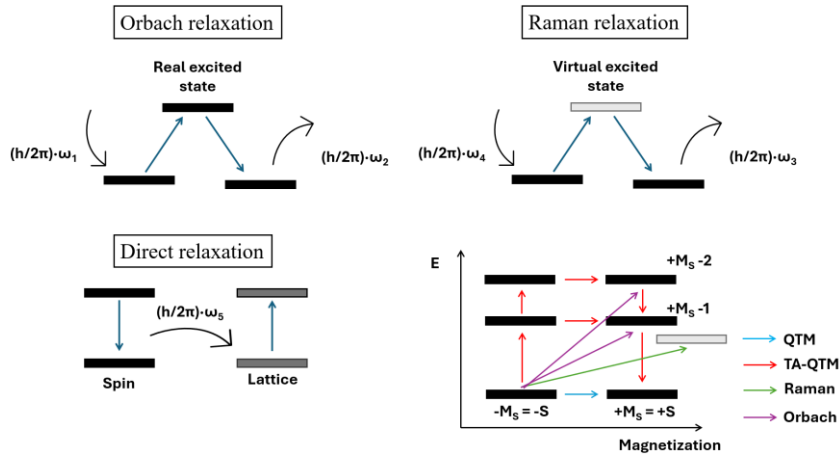 Orbach relaxation
Real excited
state
(h/2π)·ω1
(h/2π)·ω2
Raman relaxation
Virtual excited
state
(h/2π)·ω4
(h/2π)·ω3
Direct relaxation
(h/2π)·ω5
Spin
Lattice
E
+MS -2
+MS -1
-MS = -S
+MS = +S
Magnetization
QTM
TA-QTM
Raman
Orbach